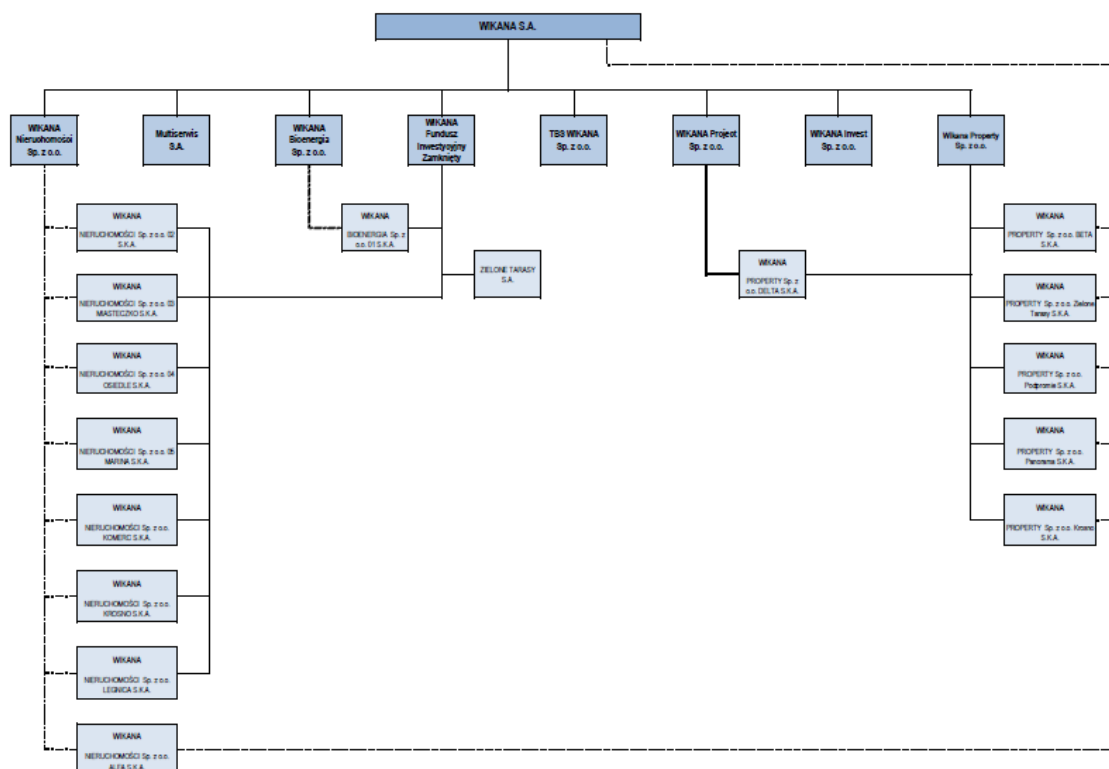 WIKANA S.A.
WIKANA
Nieruchomości
Sp. z o.o.
Multiserwis
S.A.
WIKANA
Bioenergia
Sp. z o.o.
WIKANA
Fundusz
Inwestycyjny
Zamknięty
TBS WIKANA
Sp. z o.o.
WIKANA Project
Sp. z o.o.
WIKANA Invest
Sp. z o.o.
Wikana Property
Sp. z o.o.
WIKANA
NIERUCHOMOŚCI Sp. z o.o. 02
S.K.A.
WIKANA
BIOENERGIA Sp. z
o.o. 01 S.K.A.
WIKANA
PROPERTY Sp. z o.o. BETA
S.K.A.
ZIELONE TARASY
S.A.
WIKANA
PROPERTY Sp. z
o.o. DELTA S.K.A.
WIKANA
NIERUCHOMOŚCI Sp. z o.o. 03
MIASTECZKO S.K.A.
WIKANA
PROPERTY Sp. z o.o. Zielone
Tarasy S.K.A.
WIKANA
NIERUCHOMOŚCI Sp. z o.o. 04
OSIEDLE S.K.A.
WIKANA
PROPERTY Sp. z o.o.
Podpromie S.K.A.
WIKANA
NIERUCHOMOŚCI Sp. z o.o. 05
MARINA S.K.A.
WIKANA
PROPERTY Sp. z o.o.
Panorama S.K.A.
WIKANA
NIERUCHOMOŚCI Sp. z o.o.
KOMERC S.K.A.
WIKANA
PROPERTY Sp. z o.o. Krosno
S.K.A.
WIKANA
NIERUCHOMOŚCI Sp. z o.o.
KROSNO S.K.A.
WIKANA
NIERUCHOMOŚCI Sp. z o.o.
LEGNICA S.K.A.
WIKANA
NIERUCHOMOŚCI Sp. z o.o.
ALFA S.K.A.